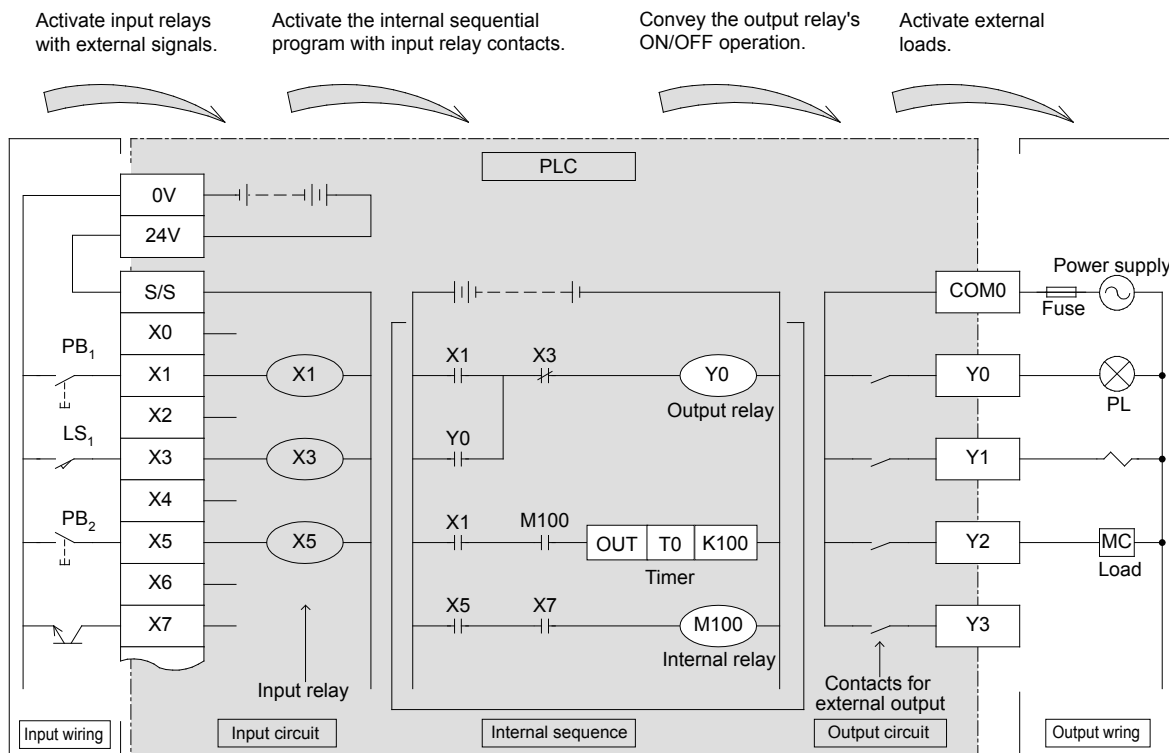 Activate input relays
with external signals.
Activate the internal sequential
program with input relay contacts.
Convey the output relay's
ON/OFF operation.
Activate external
loads.
PLC
0V
24V
S/S
X0
X1
X2
X3
X4
X5
X6
X7
PB1
LS1
PB2
X1
X3
X5
Input relay
X1
X3
Y0
Output relay
Y0
X1
M100
OUT T0 K100
Timer
X5
X7
M100
Internal relay
COM0
Y0
Y1
Y2
Y3
Contacts for
external output
Power supply
Fuse
PL
MC
Load
Input wiring
Input circuit
Internal sequence
Output circuit
Output wiring